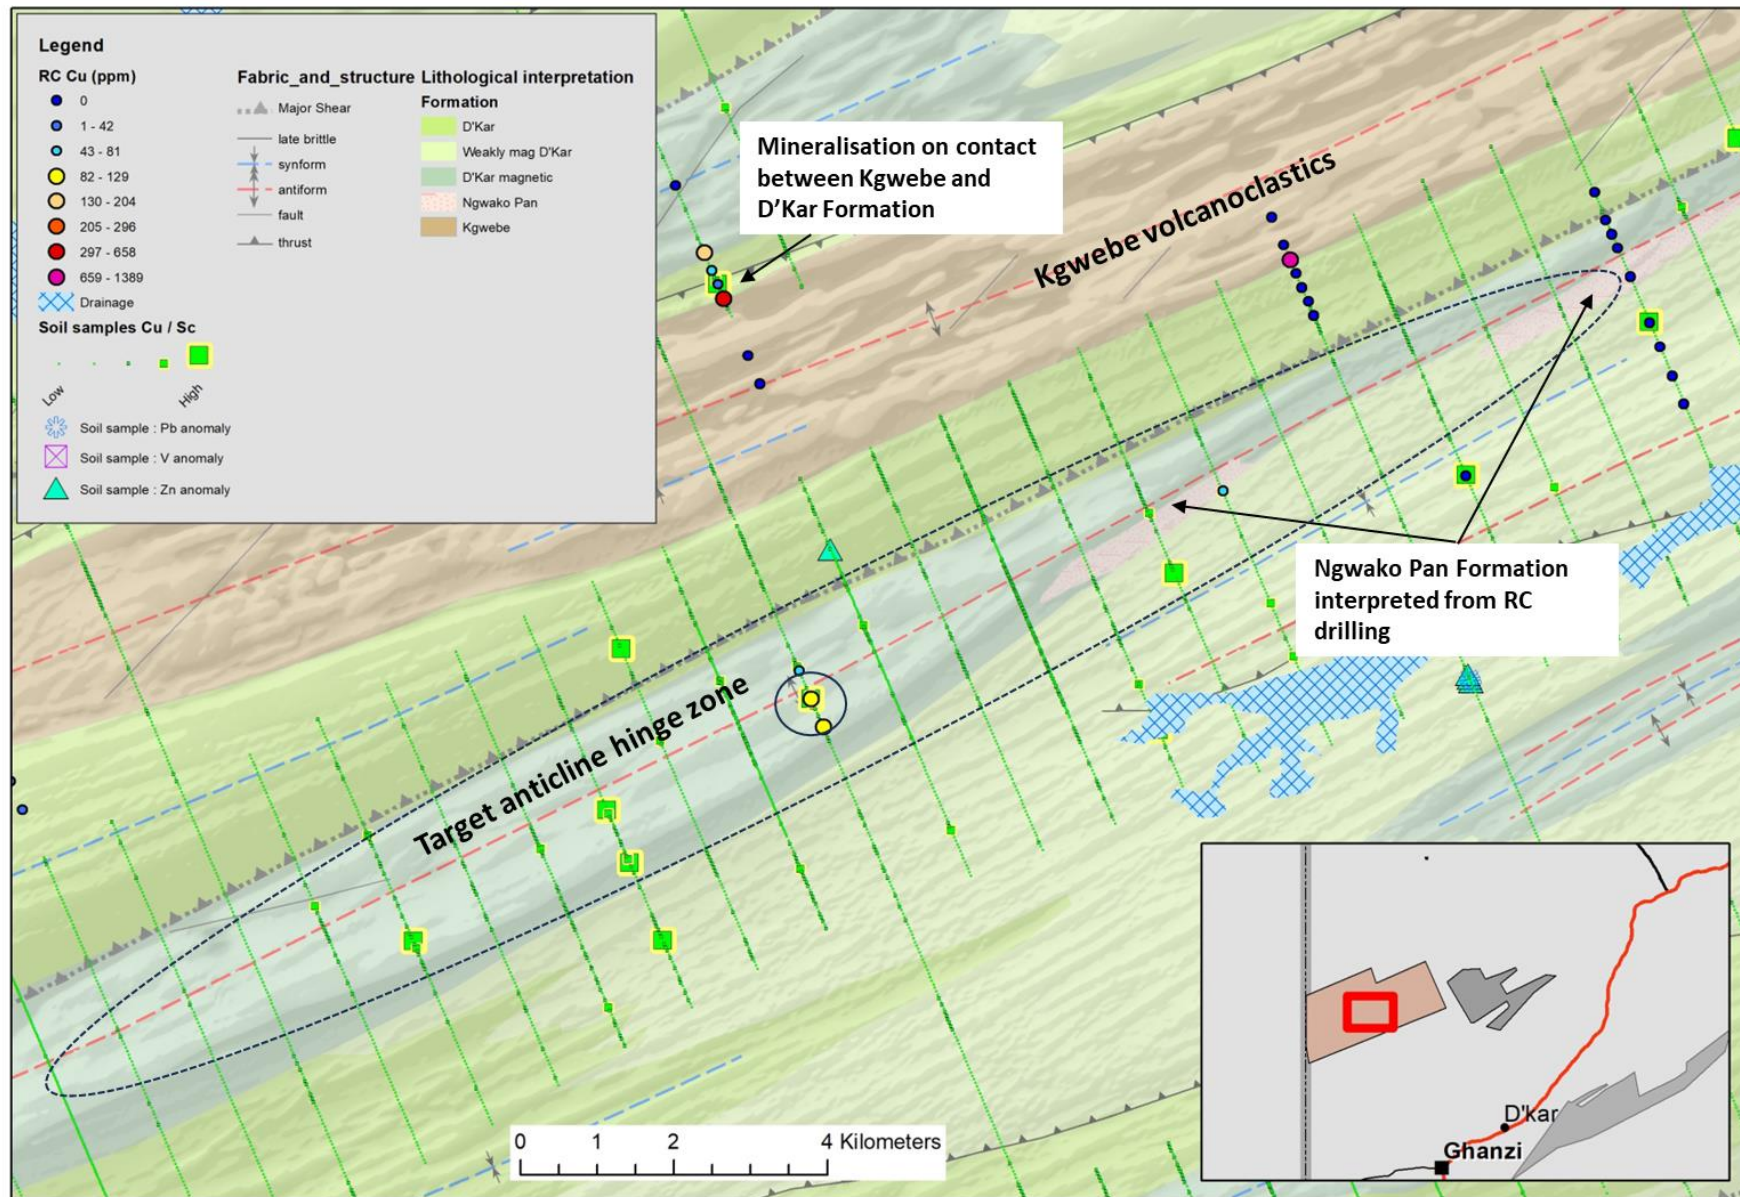 Legend
RC Cu (ppm)
0
1 - 42
43 - 81
82 - 129
130 - 204
205 - 296
297 - 658
659 - 1389
Drainage
Soil samples Cu / Sc
Low
High
Soil sample : Pb anomaly
Soil sample : V anomaly
Soil sample : Zn anomaly
Fabric_and_structure
Major Shear
late brittle
synform
antiform
fault
thrust
Lithological interpretation
Formation
D'Kar
Weakly mag D'Kar
D'Kar magnetic
Ngwako Pan
Kgwebe
Mineralisation on contact
between Kgwebe and
D’Kar Formation
Kgwebe volcanoclastics
Ngwako Pan Formation
interpreted from RC
drilling
Target anticline hinge zone
0 1 2 4 Kilometers
D'kar
Ghanzi